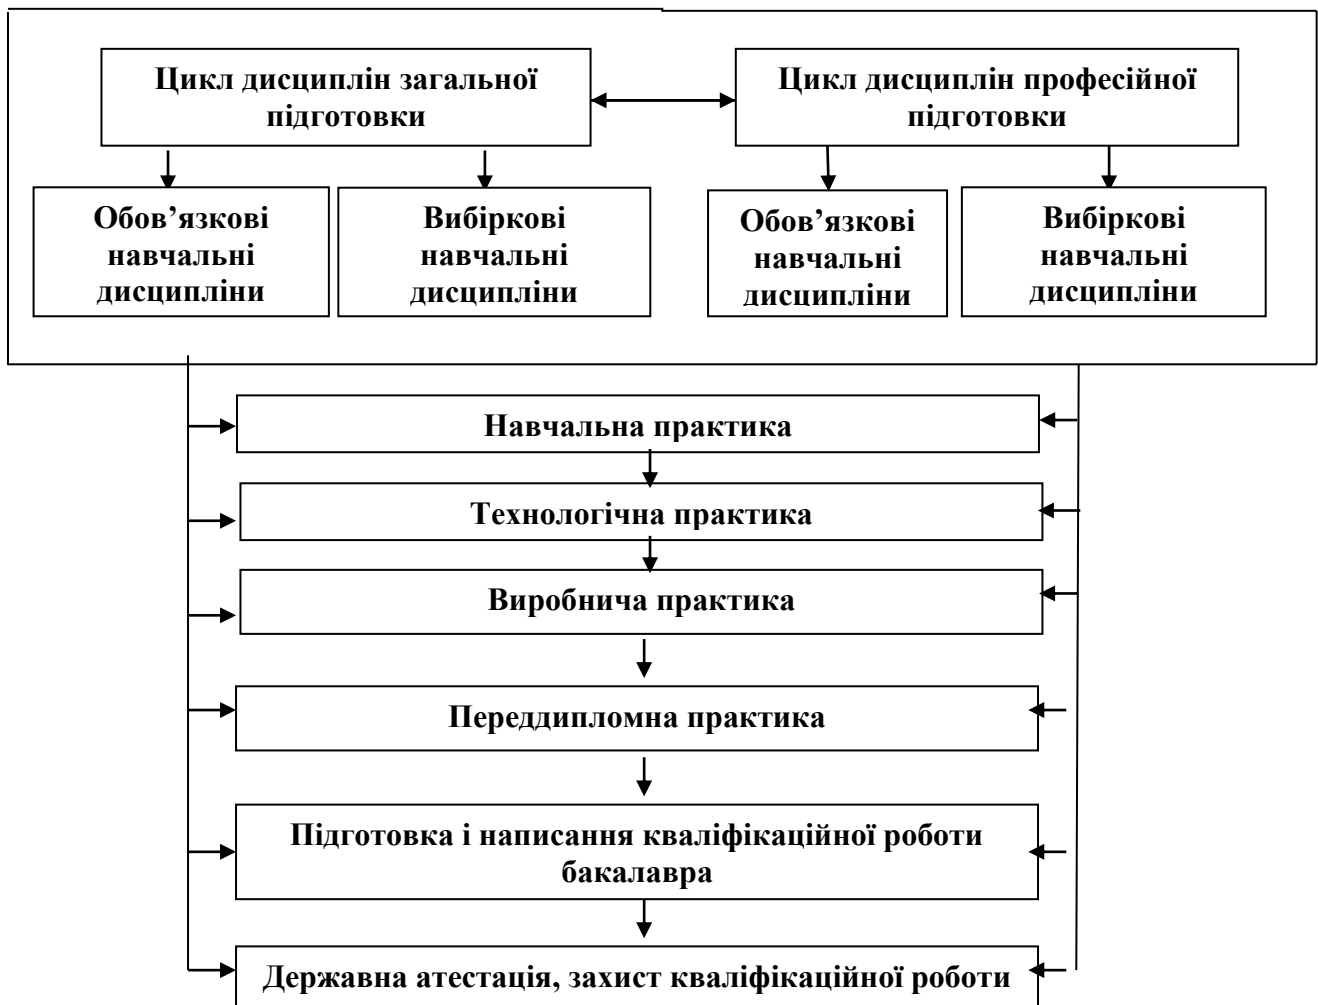 Цикл дисциплін загальної
підготовки
Цикл дисциплін професійної
підготовки
Обов’язкові
навчальні
дисципліни
Вибіркові
навчальні
дисципліни
Обов’язкові
навчальні
дисципліни
Вибіркові
навчальні
дисципліни
Навчальна практика
Технологічна практика
Виробнича практика
Переддипломна практика
Підготовка і написання кваліфікаційної роботи
бакалавра
Державна атестація, захист кваліфікаційної роботи